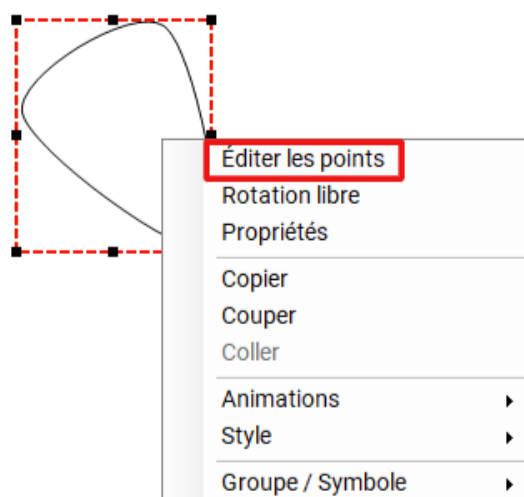 Éditer les points
Rotation libre
Propriétés
Copier
Couper
Coller
Animations
Style
Groupe / Symbole